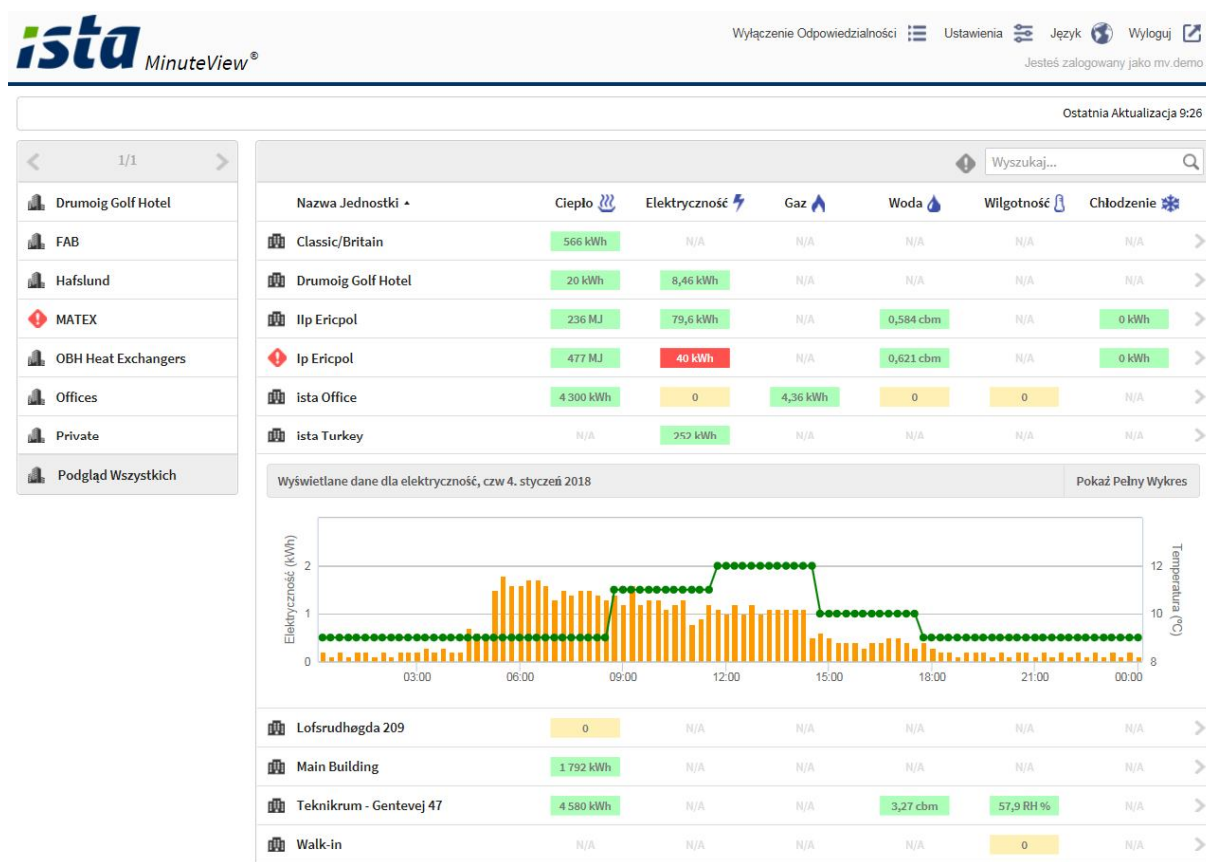 ista MinuteView®
Wyłączenie Odpowiedzialności Ustawienia Język Wyloguj
Jesteś zalogowany jako mv.demo
Ostatnia Aktualizacja 9:26
1/1
Wyszukaj...
Drumoig Golf Hotel
FAB
Hafslund
MATEX
OBH Heat Exchangers
Offices
Private
Podgląd Wszystkich
Nazwa Jednostki Ciepło Elektryczność Gaz Woda Wilgotność Chłodzenie
Classic/Britain 566 kWh N/A N/A N/A N/A N/A
Drumoig Golf Hotel 20 kWh 8,46 kWh N/A N/A N/A N/A
IIp Ericpol 236 MJ 79,6 kWh N/A 0,584 cbm N/A 0 kWh
Ip Ericpol 477 MJ 40 kWh N/A 0,621 cbm N/A 0 kWh
ista Office 4 300 kWh 0 4,36 kWh 0 0 N/A
ista Turkey N/A 252 kWh N/A N/A N/A N/A
Wyświetlane dane dla elektryczność, czw 4. styczeń 2018 Pokaż Pełny Wykres
Elektryczność (kWh)
2
1
0
03:00 06:00 09:00 12:00 15:00 18:00 21:00 00:00
12
10
8
Temperatura (ºC)
Lofsrudhøgda 209 0 N/A N/A N/A N/A N/A
Main Building 1 792 kWh N/A N/A N/A N/A N/A
Teknikrum - Gentevej 47 4 580 kWh N/A N/A 3,27 cbm 57,9 RH % N/A
Walk-in N/A N/A N/A N/A 0 N/A